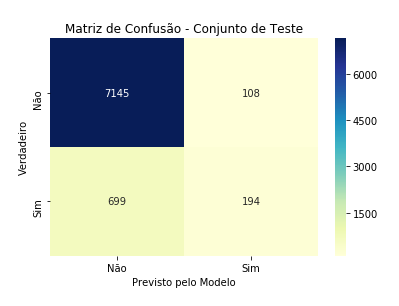 Matriz de Confusão - Conjunto de Teste
Verdadeiro
Não
7145
108
Sim
699
194
Não
Sim
Previsto pelo Modelo
6000
4500
3000
1500